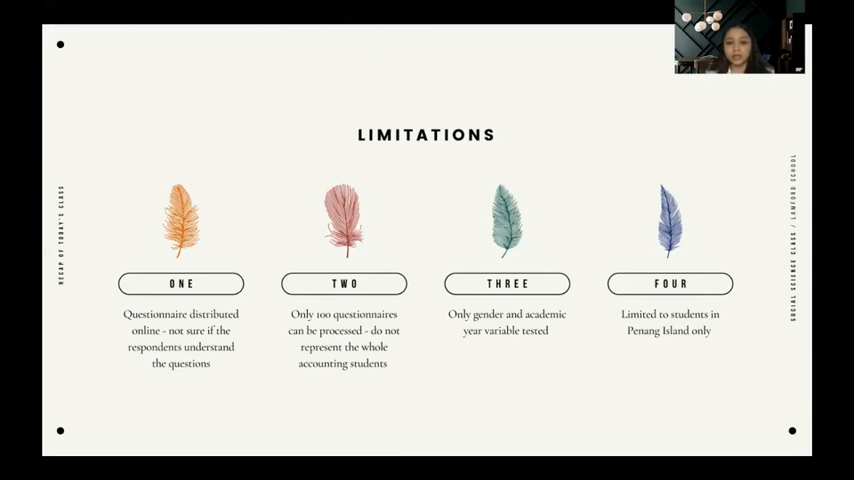 LIMITATIONS
RECAP OF TODAY'S CLASS
SOCIAL SCIENCE CLASS / LAMFORD SCHOOL
ONE
Questionnaire distributed
online - not sure if the
respondents understand
the questions
TWO
Only 100 questionnaires
can be processed - do not
represent the whole
accounting students
THREE
Only gender and academic
year variable tested
FOUR
Limited to students in
Penang Island only